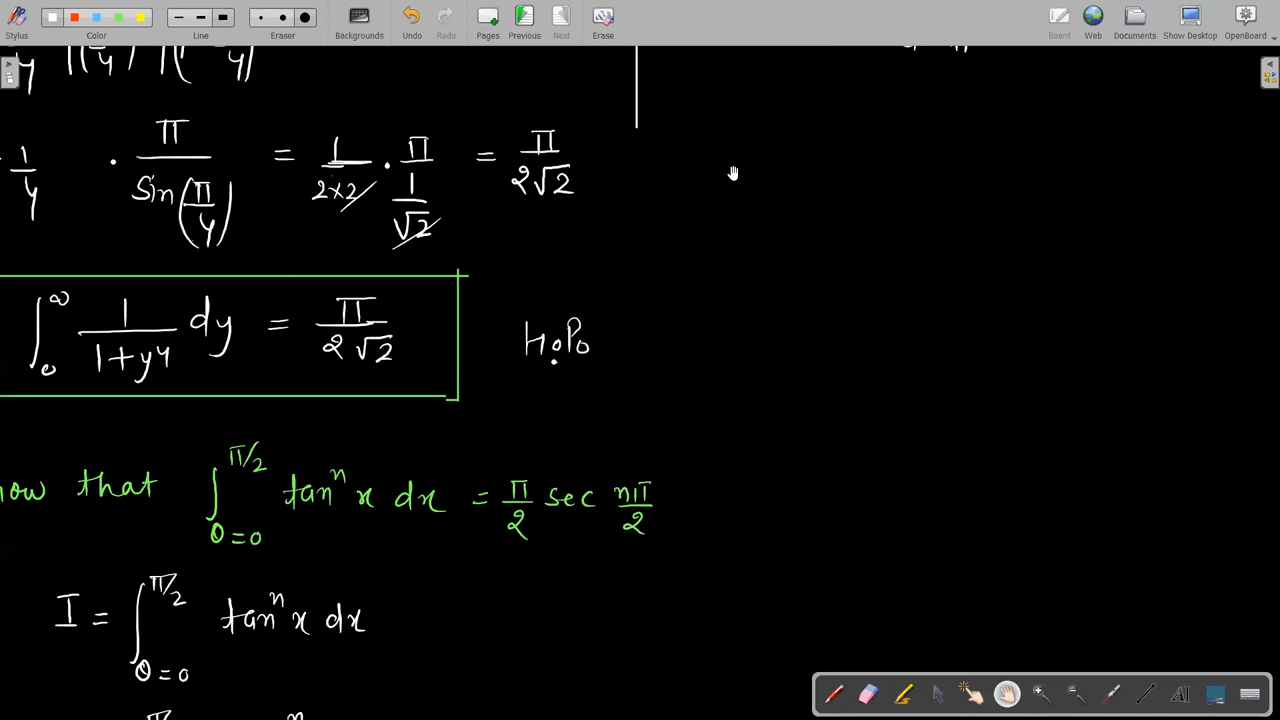 Stylus Color Line Eraser Backgrounds Undo Redo Pages Previous Next Erase Board Web Documents Show Desktop OpenBoard
1/4 · π/Sin(π/4) = 1/2×2 · π/(1/√2) = π/2√2
∫₀^∞ 1/(1+y⁴) dy = π/2√2 H.P.
how that ∫_{θ=0}^{π/2} tanⁿx dx = π/2 sec nπ/2
I = ∫_{θ=0}^{π/2} tanⁿx dx